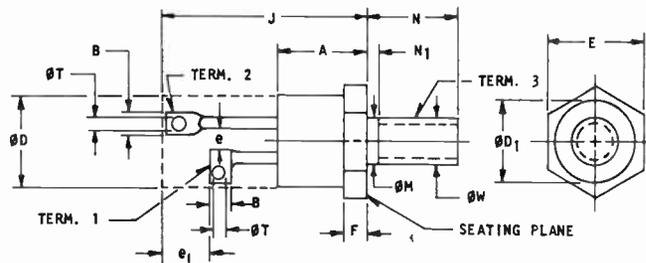 J
N
B
A
N1
E
ØT
TERM. 2
TERM. 3
ØD
e
ØD1
ØM
ØW
TERM. 1
B
ØT
F
SEATING PLANE
e1